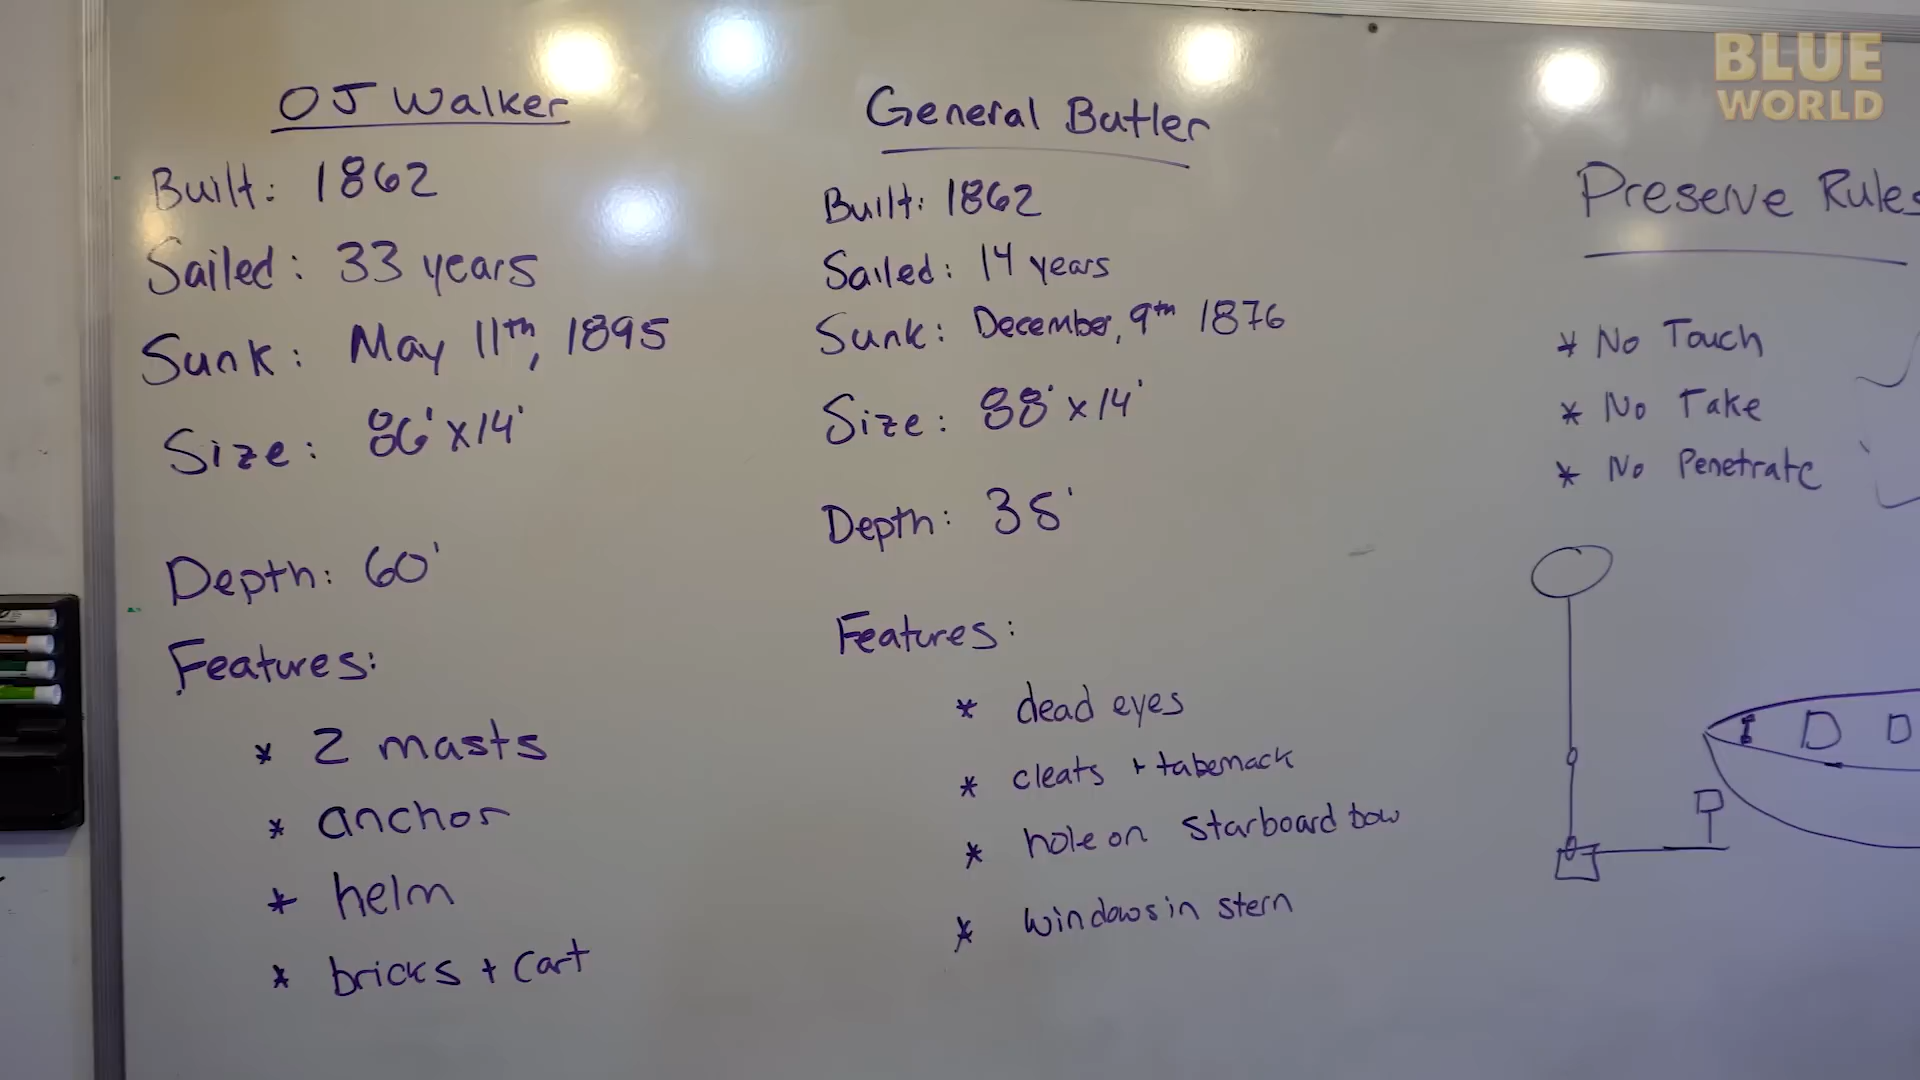 BLUE
WORLD
OJ Walker
Built: 1862
Sailed: 33 years
Sunk: May 11th, 1895
Size: 86' x 14'
Depth: 60'
Features:
* 2 masts
* anchor
* helm
* bricks + cart
General Butler
Built: 1862
Sailed: 14 years
Sunk: December, 9th 1876
Size: 88' x 14'
Depth: 38'
Features:
* dead eyes
* cleats + tabernack
* hole on starboard bow
* windows in stern
Preserve Rules
* No Touch
* No Take
* No Penetrate